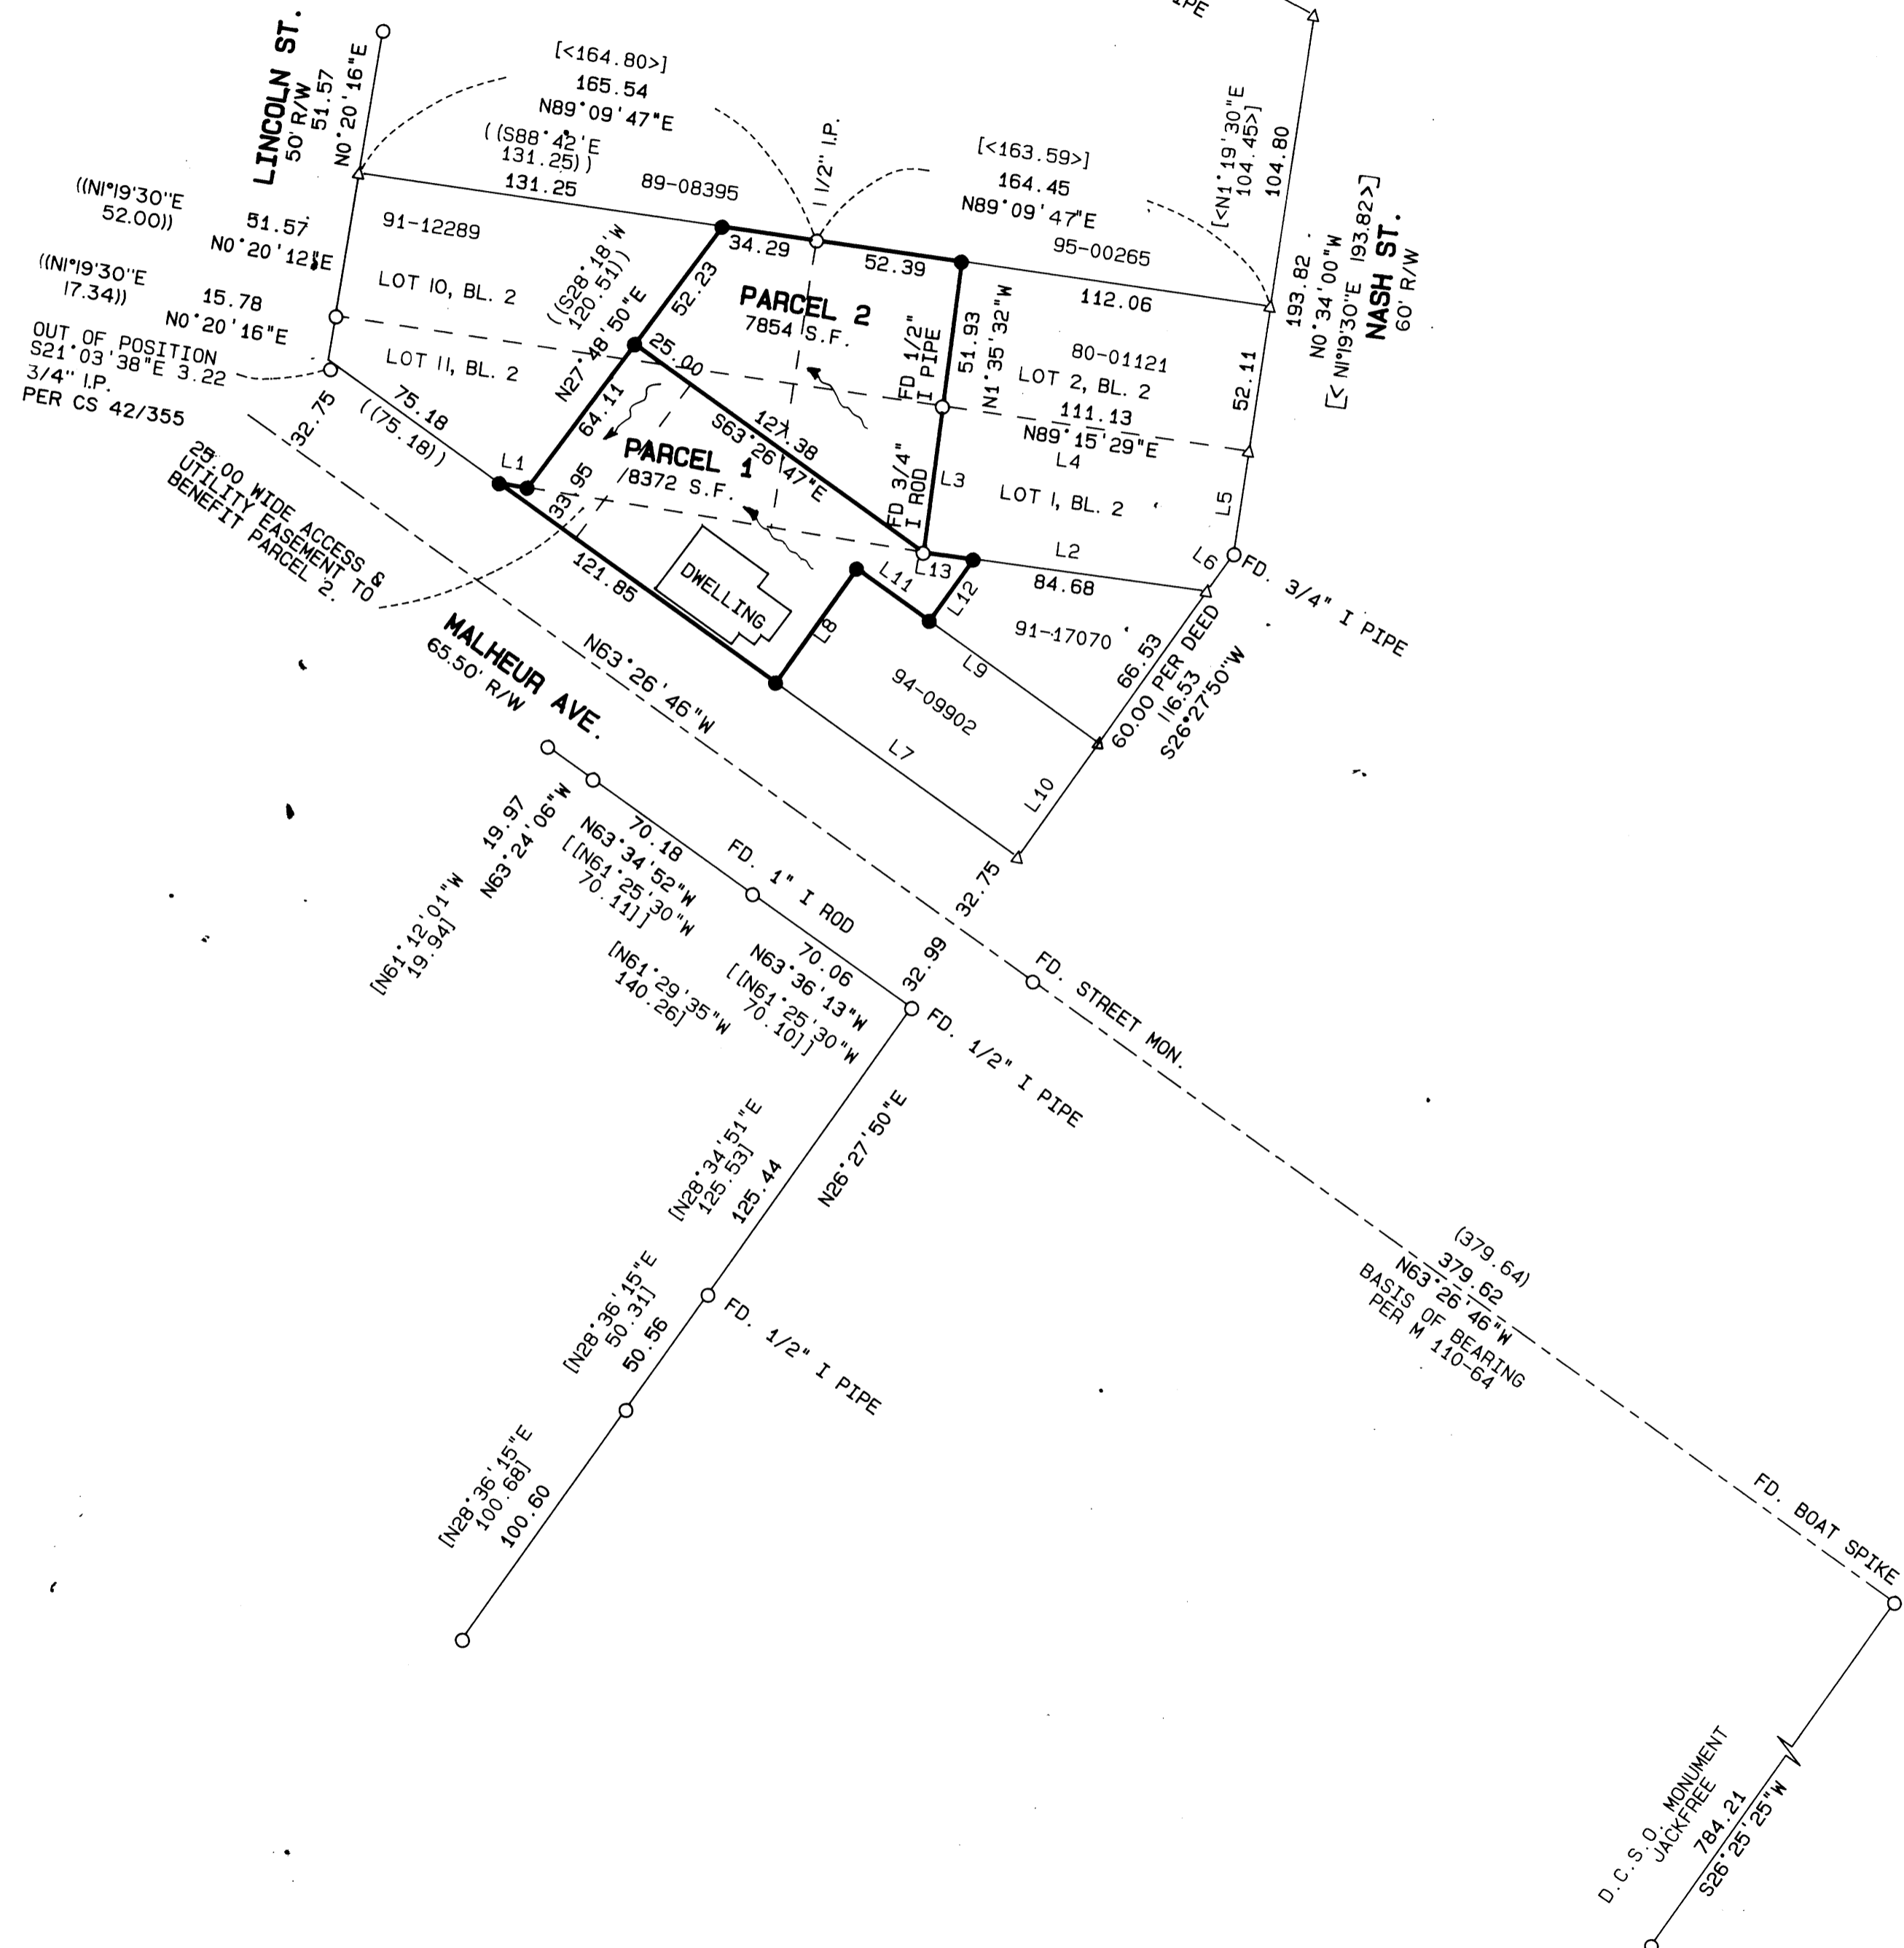 IPE
LINCOLN ST.
50' R/W
51.57
N0°20'16"E
[<164.80>]
165.54
N89°09'47"E
((S88°42'E
131.25))
131.25
89-08395
1 1/2" I.P.
[<163.59>]
164.45
N89°09'47"E
95-00265
[<N1°19'30"E
104.45>]
104.80
193.82
N0°34'00"W
[< N1°19'30"E 193.82>]
NASH ST.
60' R/W
((N1°19'30"E
52.00))
51.57
N0°20'12"E
((N1°19'30"E
17.34))
15.78
N0°20'16"E
OUT OF POSITION
S21°03'38"E 3.22
3/4" I.P.
PER CS 42/355
91-12289
LOT 10, BL. 2
LOT 11, BL. 2
((S28°18'W
120.51))
N27°48'50"E
52.23
64.11
34.29
52.39
PARCEL 2
7854 S.F.
25.00
127.38
S63°26'47"E
FD 1/2"
I PIPE
51.93
N1°35'32"W
112.06
80-01121
LOT 2, BL. 2
111.13
N89°15'29"E
L4
LOT 1, BL. 2
52.11
L5
L3
FD 3/4"
I ROD
PARCEL 1
8372 S.F.
33.95
32.75
75.18
((75.18))
L1
25.00 WIDE ACCESS &
UTILITY EASEMENT TO
BENEFIT PARCEL 2.
121.85
DWELLING
L8
L11
L13
L12
L2
84.68
L6
FD. 3/4" I PIPE
91-17070
L9
94-09902
L7
L10
66.53
60.00 PER DEED
116.53
S26°27'50"W
MALHEUR AVE.
65.50' R/W
N63°26'46"W
19.97
N63°24'06"W
[N61°12'01"W
19.94]
70.18
N63°34'52"W
[[N61°25'30"W
70.11]]
FD. 1" I ROD
[N61°29'35"W
140.26]
70.06
N63°36'13"W
[[N61°25'30"W
70.10]]
32.75
32.99
FD. STREET MON.
FD. 1/2" I PIPE
[N28°34'51"E
125.53]
125.44
N26°27'50"E
[N28°36'15"E
50.31]
50.56
FD. 1/2" I PIPE
[N28°36'15"E
100.68]
100.60
(379.64)
379.62
N63°26'46"W
BASIS OF BEARING
PER M 110-64
FD. BOAT SPIKE
D.C.S.O. MONUMENT
JACKFREE
784.21
S26°25'25"W